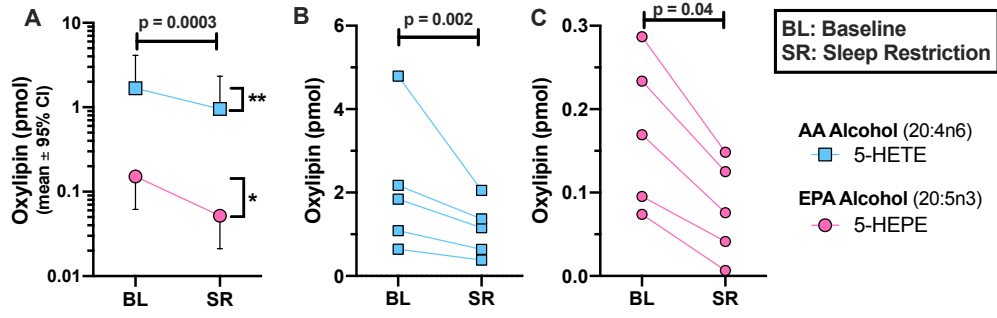 A
p = 0.0003
Oxylipin (pmol)
(mean ± 95% CI)
10
1
0.1
0.01
**
*
BL
SR
B
p = 0.002
Oxylipin (pmol)
6
4
2
0
BL
SR
C
p = 0.04
Oxylipin (pmol)
0.3
0.2
0.1
0.0
BL
SR
BL: Baseline
SR: Sleep Restriction
AA Alcohol (20:4n6)
5-HETE
EPA Alcohol (20:5n3)
5-HEPE